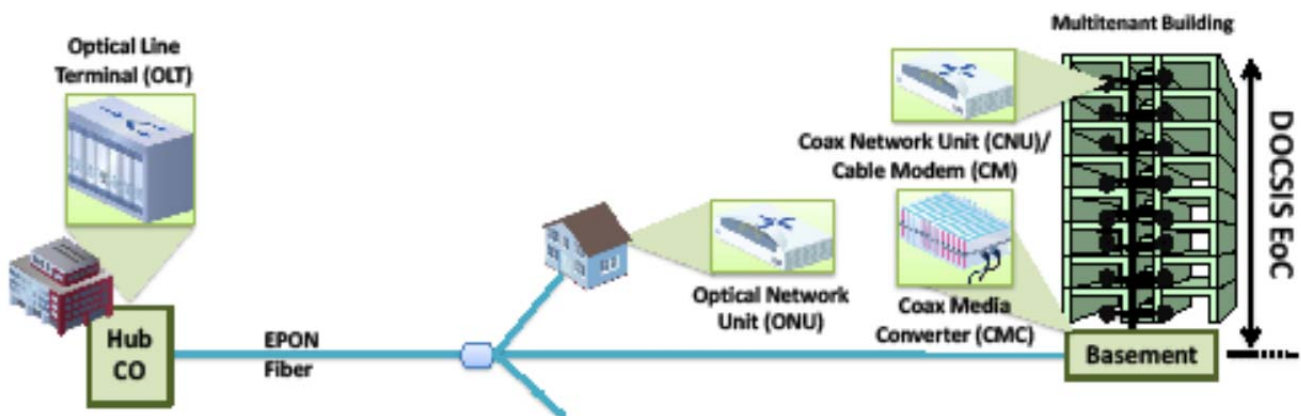 Multitenant Building
Optical Line
Terminal (OLT)
Coax Network Unit (CNU)/
Cable Modem (CM)
DOCSIS EoC
Optical Network
Unit (ONU)
Coax Media
Converter (CMC)
Hub
CO
EPON
Fiber
Basement